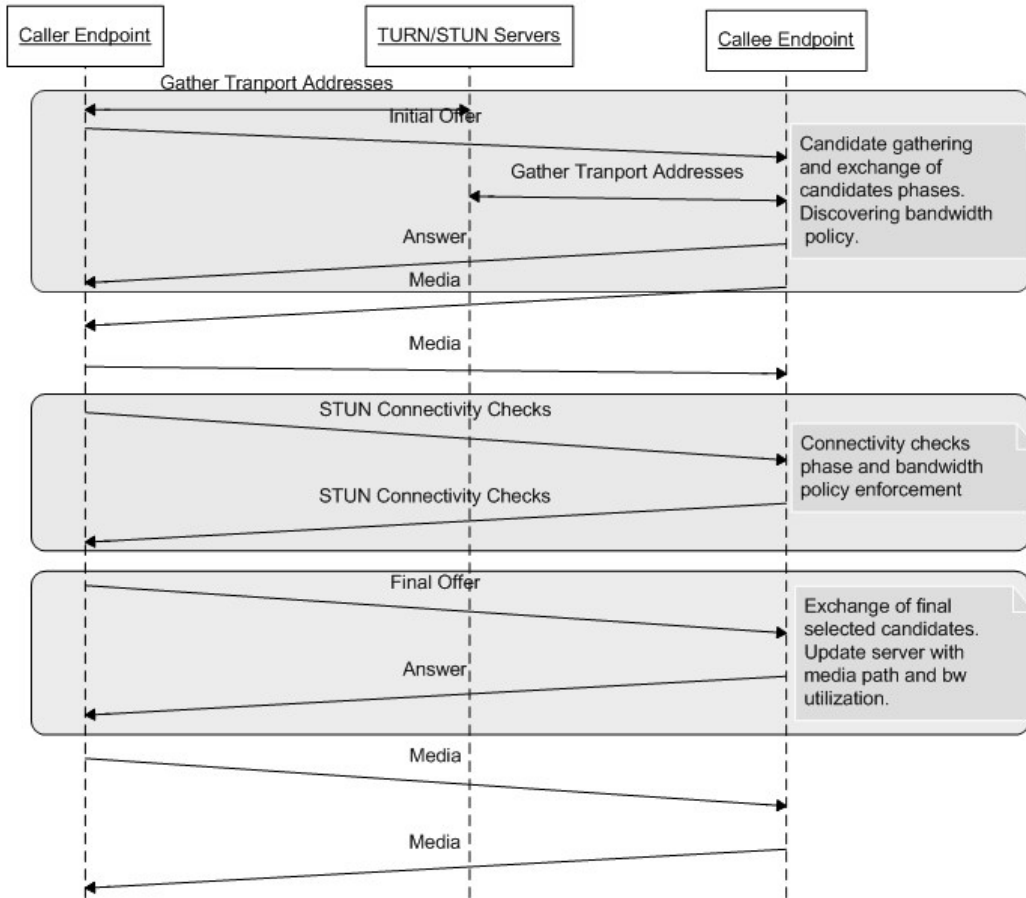 Caller Endpoint
TURN/STUN Servers
Callee Endpoint
Gather Tranport Addresses
Initial Offer
Candidate gathering
and exchange of
candidates phases.
Discovering bandwidth
policy.
Gather Tranport Addresses
Answer
Media
Media
STUN Connectivity Checks
Connectivity checks
phase and bandwidth
policy enforcement
STUN Connectivity Checks
Final Offer
Exchange of final
selected candidates.
Update server with
media path and bw
utilization.
Answer
Media
Media